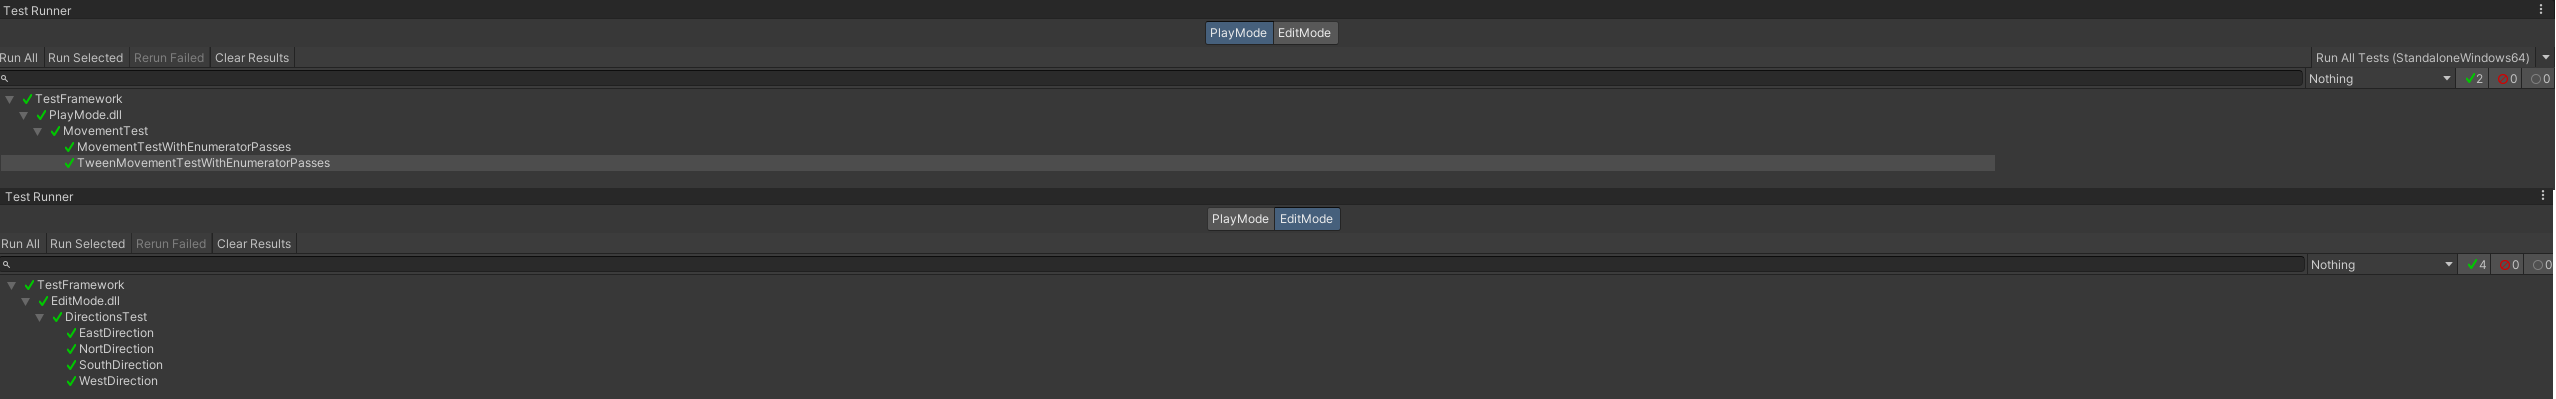 Test Runner
PlayMode EditMode
Run All Run Selected Rerun Failed Clear Results Run All Tests (StandaloneWindows64)
Nothing 2 0 0
TestFramework
PlayMode.dll
MovementTest
MovementTestWithEnumeratorPasses
TweenMovementTestWithEnumeratorPasses
Test Runner
PlayMode EditMode
Run All Run Selected Rerun Failed Clear Results
Nothing 4 0 0
TestFramework
EditMode.dll
DirectionsTest
EastDirection
NortDirection
SouthDirection
WestDirection